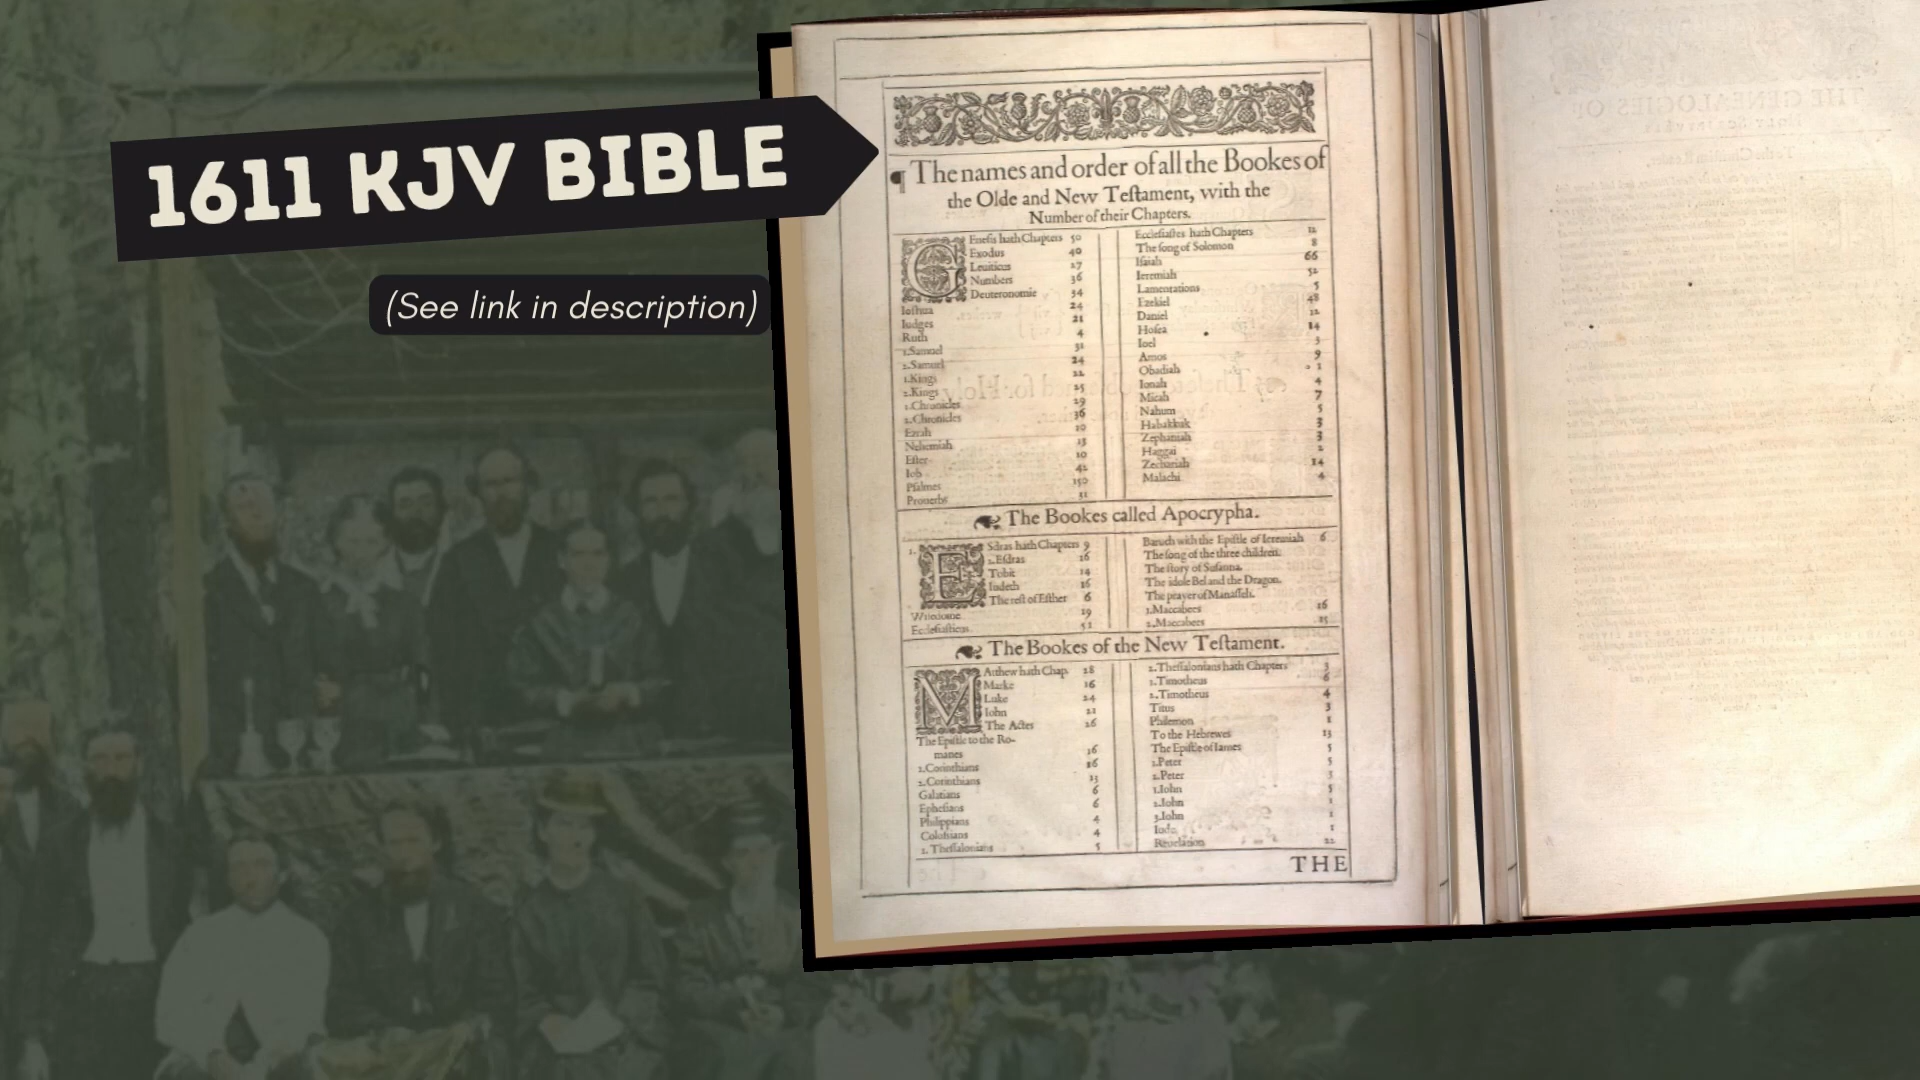 1611 KJV BIBLE
(See link in description)
¶ The names and order of all the Bookes of
the Olde and New Teſtament, with the
Number of their Chapters.
Geneſis hath Chapters 50
Exodus 40
Leuiticus 27
Numbers 36
Deuteronomie 34
Ioſhua 24
Iudges 21
Ruth 4
1.Samuel 31
2.Samuel 24
1.Kings 22
2.Kings 25
1.Chronicles 29
2.Chronicles 36
Ezrah 10
Nehemiah 13
Eſter 10
Iob 42
Pſalmes 150
Prouerbs 31
Eccleſiaſtes hath Chapters 12
The ſong of Solomon 8
Iſaiah 66
Ieremiah 52
Lamentations 5
Ezekiel 48
Daniel 12
Hoſea 14
Ioel 3
Amos 9
Obadiah 1
Ionah 4
Micah 7
Nahum 3
Habakkuk 3
Zephaniah 3
Haggai 2
Zechariah 14
Malachi 4
The Bookes called Apocrypha.
1. Eſdras hath Chapters 9
2.Eſdras 16
Tobit 14
Iudeth 16
The reſt of Eſther 6
Wiſedome 19
Eccleſiaſticus 51
Baruch with the Epiſtle of Ieremiah 6
The ſong of the three children.
The ſtory of Suſanna.
The idole Bel and the Dragon.
The prayer of Manaſſeh.
1.Maccabees 16
2.Maccabees 15
The Bookes of the New Teſtament.
Matthew hath Chap. 28
Marke 16
Luke 24
Iohn 21
The Actes 28
The Epiſtle to the Ro-
manes 16
1.Corinthians 16
2.Corinthians 13
Galatians 6
Epheſians 6
Philippians 4
Coloſsians 4
1.Theſſalonians 5
2.Theſſalonians hath Chapters 3
1.Timotheus 6
2.Timotheus 4
Titus 3
Philemon 1
To the Hebrewes 13
The Epiſtle of Iames 5
1.Peter 5
2.Peter 3
1.Iohn 5
2.Iohn 1
3.Iohn 1
Iude 1
Reuelation 22
THE
THE GENEALOGIES OF